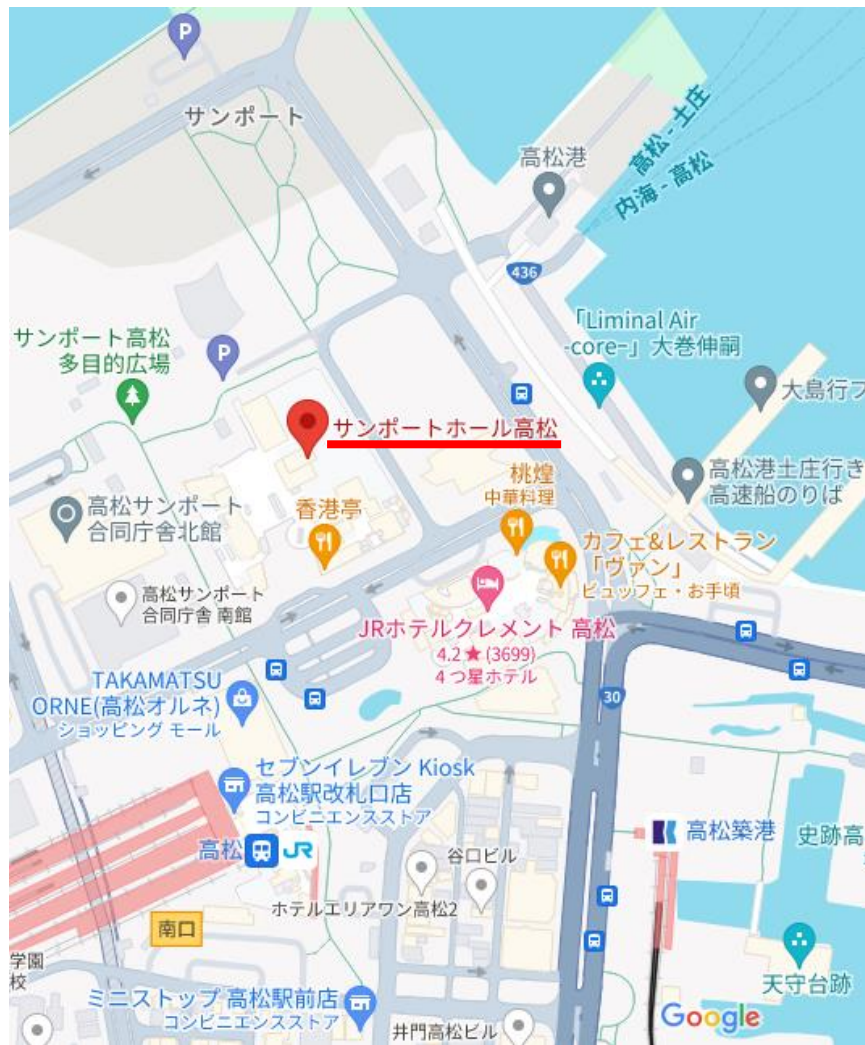 P
サンポート
高松港
高松 - 土庄
内海 - 高松
436
「Liminal Air
-core-」大巻伸嗣
サンポート高松
多目的広場
P
大島行フ
サンポートホール高松
高松港土庄行き
高速船のりば
桃煌
中華料理
高松サンポート
合同庁舎北館
香港亭
カフェ&レストラン
「ヴァン」
ビュッフェ・お手頃
高松サンポート
合同庁舎 南館
JRホテルクレメント 高松
4.2★(3699)
4 つ星ホテル
TAKAMATSU
ORNE(高松オルネ)
ショッピング モール
30
セブンイレブン Kiosk
高松駅改札口店
コンビニエンスストア
高松築港
史跡高
高松
JR
谷口ビル
ホテルエリアワン高松2
南口
学園
校
天守台跡
ミニストップ 高松駅前店
コンビニエンスストア
井門高松ビル
Google